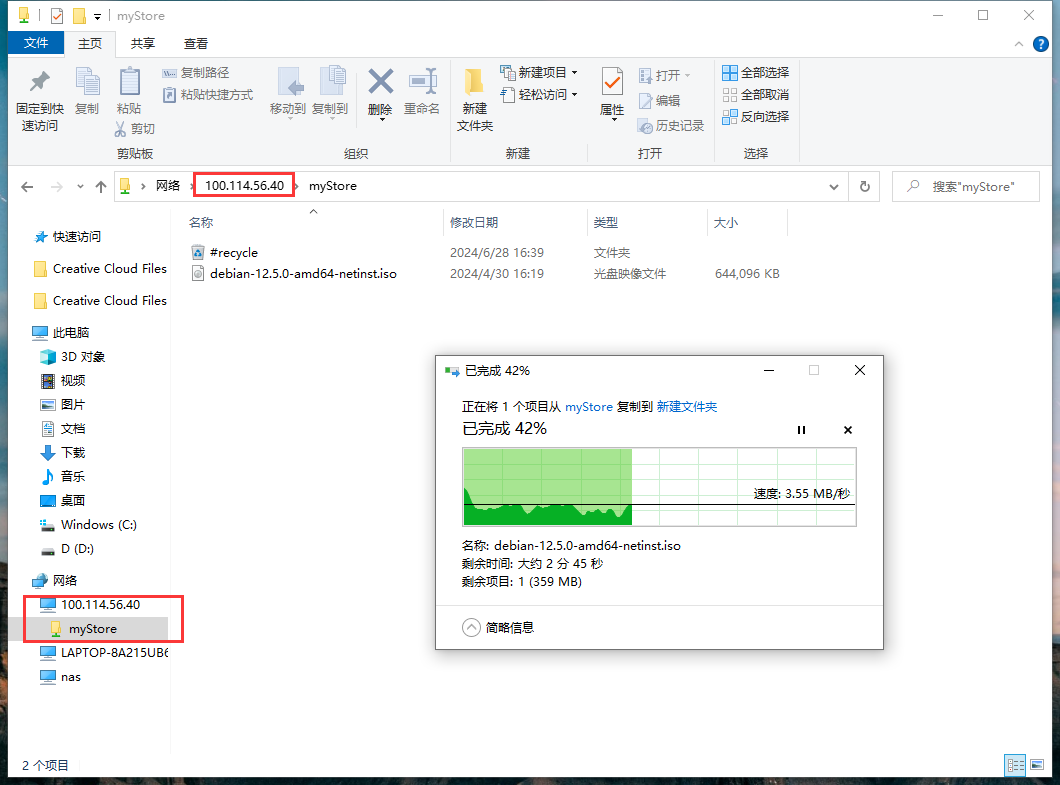 myStore
文件
主页
共享
查看
固定到快
速访问
复制
粘贴
复制路径
粘贴快捷方式
剪切
剪贴板
移动到
复制到
删除
重命名
组织
新建
文件夹
新建项目
轻松访问
新建
属性
打开
编辑
历史记录
打开
全部选择
全部取消
反向选择
选择
网络 100.114.56.40 myStore
搜索"myStore"
名称 修改日期 类型 大小
#recycle 2024/6/28 16:39 文件夹
debian-12.5.0-amd64-netinst.iso 2024/4/30 16:19 光盘映像文件 644,096 KB
快速访问
Creative Cloud Files
Creative Cloud Files
此电脑
3D 对象
视频
图片
文档
下载
音乐
桌面
Windows (C:)
D (D:)
网络
100.114.56.40
myStore
LAPTOP-8A215UB6
nas
已完成 42%
正在将 1 个项目从 myStore 复制到 新建文件夹
已完成 42%
速度: 3.55 MB/秒
名称: debian-12.5.0-amd64-netinst.iso
剩余时间: 大约 2 分 45 秒
剩余项目: 1 (359 MB)
简略信息
2 个项目